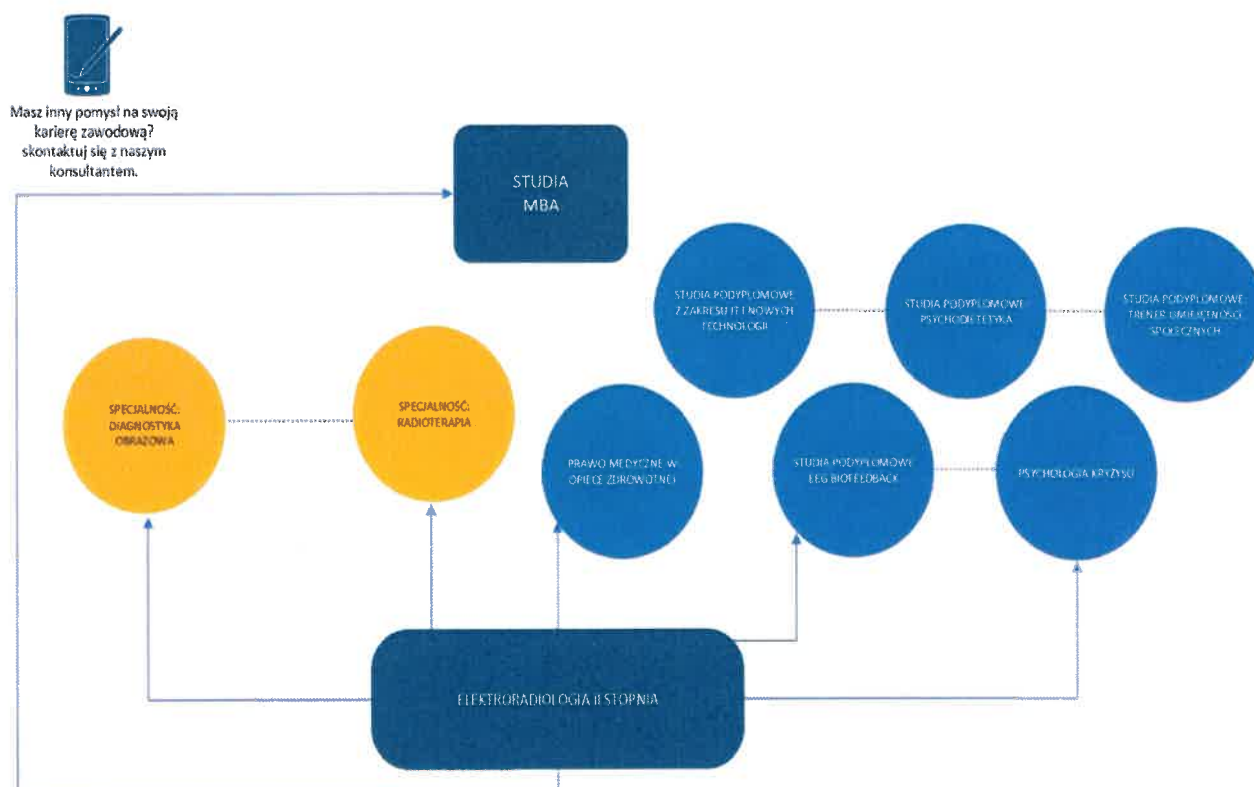 Masz inny pomysł na swoją
karierę zawodową?
skontaktuj się z naszym
konsultantem.
STUDIA
MBA
STUDIA PODYPLOMOWE
Z ZAKRESU IT I NOWYCH
TECHNOLOGII
STUDIA PODYPLOMOWE
PSYCHODIETETYKA
STUDIA PODYPLOMOWE
TRENER UMIEJĘTNOŚCI
SPOŁECZNYCH
SPECJALNOŚĆ:
DIAGNOSTYKA
OBRAZOWA
SPECJALNOŚĆ:
RADIOTERAPIA
PRAWO MEDYCZNE W
OPIECE ZDROWOTNEJ
STUDIA PODYPLOMOWE
EEG BIOFEEDBACK
PSYCHOLOGIA KRYZYSU
ELEKTRORADIOLOGIA II STOPNIA